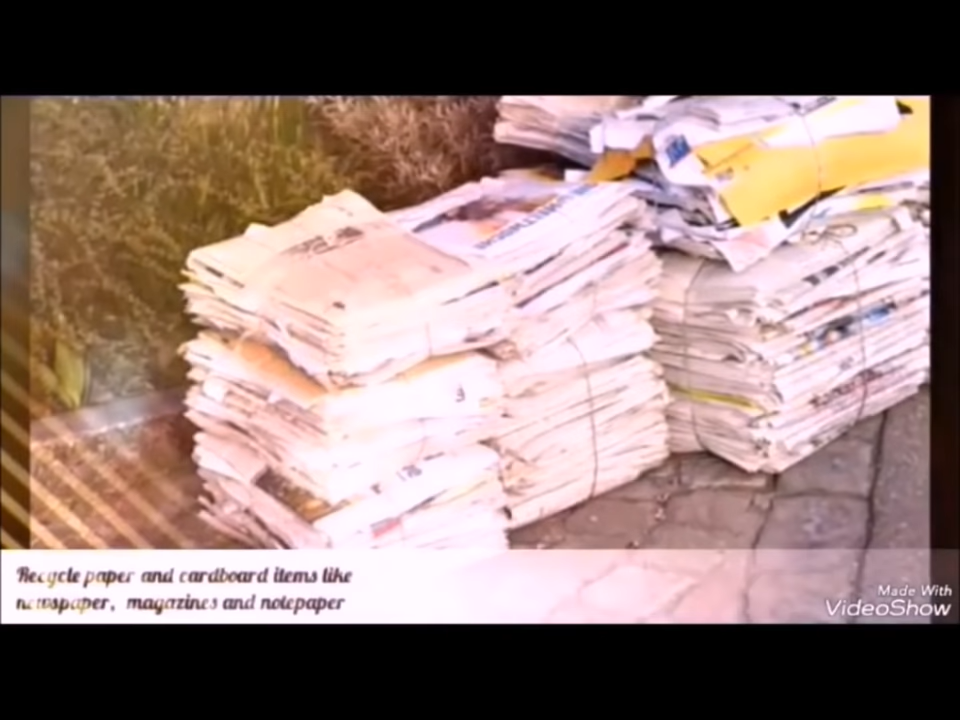 Recycle paper and cardboard items like
newspaper, magazines and notepaper
Made With
VideoShow